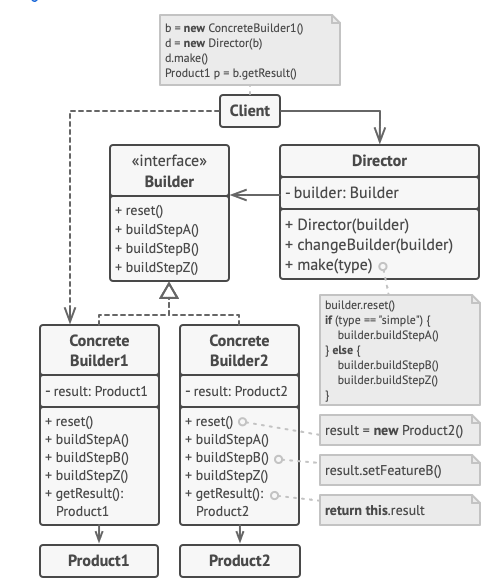 b = new ConcreteBuilder1()
d = new Director(b)
d.make()
Product1 p = b.getResult()
Client
«interface»
Builder
+ reset()
+ buildStepA()
+ buildStepB()
+ buildStepZ()
Director
- builder: Builder
+ Director(builder)
+ changeBuilder(builder)
+ make(type)
builder.reset()
if (type == "simple") {
builder.buildStepA()
} else {
builder.buildStepB()
builder.buildStepZ()
}
Concrete
Builder1
- result: Product1
+ reset()
+ buildStepA()
+ buildStepB()
+ buildStepZ()
+ getResult():
Product1
Concrete
Builder2
- result: Product2
+ reset()
+ buildStepA()
+ buildStepB()
+ buildStepZ()
+ getResult():
Product2
result = new Product2()
result.setFeatureB()
return this.result
Product1
Product2